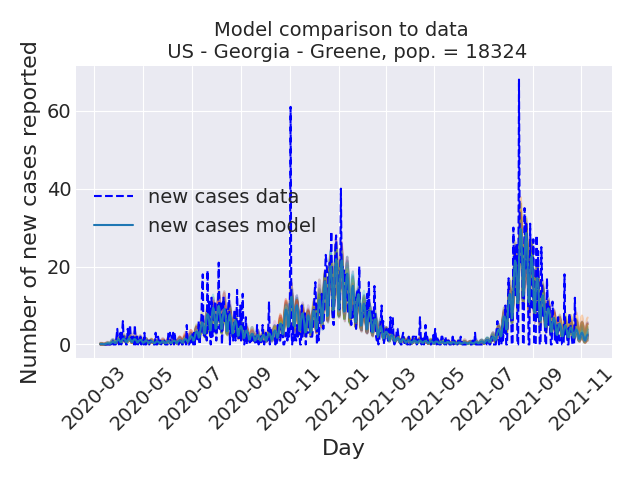 Model comparison to data
US - Georgia - Greene, pop. = 18324
Number of new cases reported
60
40
20
0
new cases data
new cases model
2020-03
2020-05
2020-07
2020-09
2020-11
2021-01
2021-03
2021-05
2021-07
2021-09
2021-11
Day